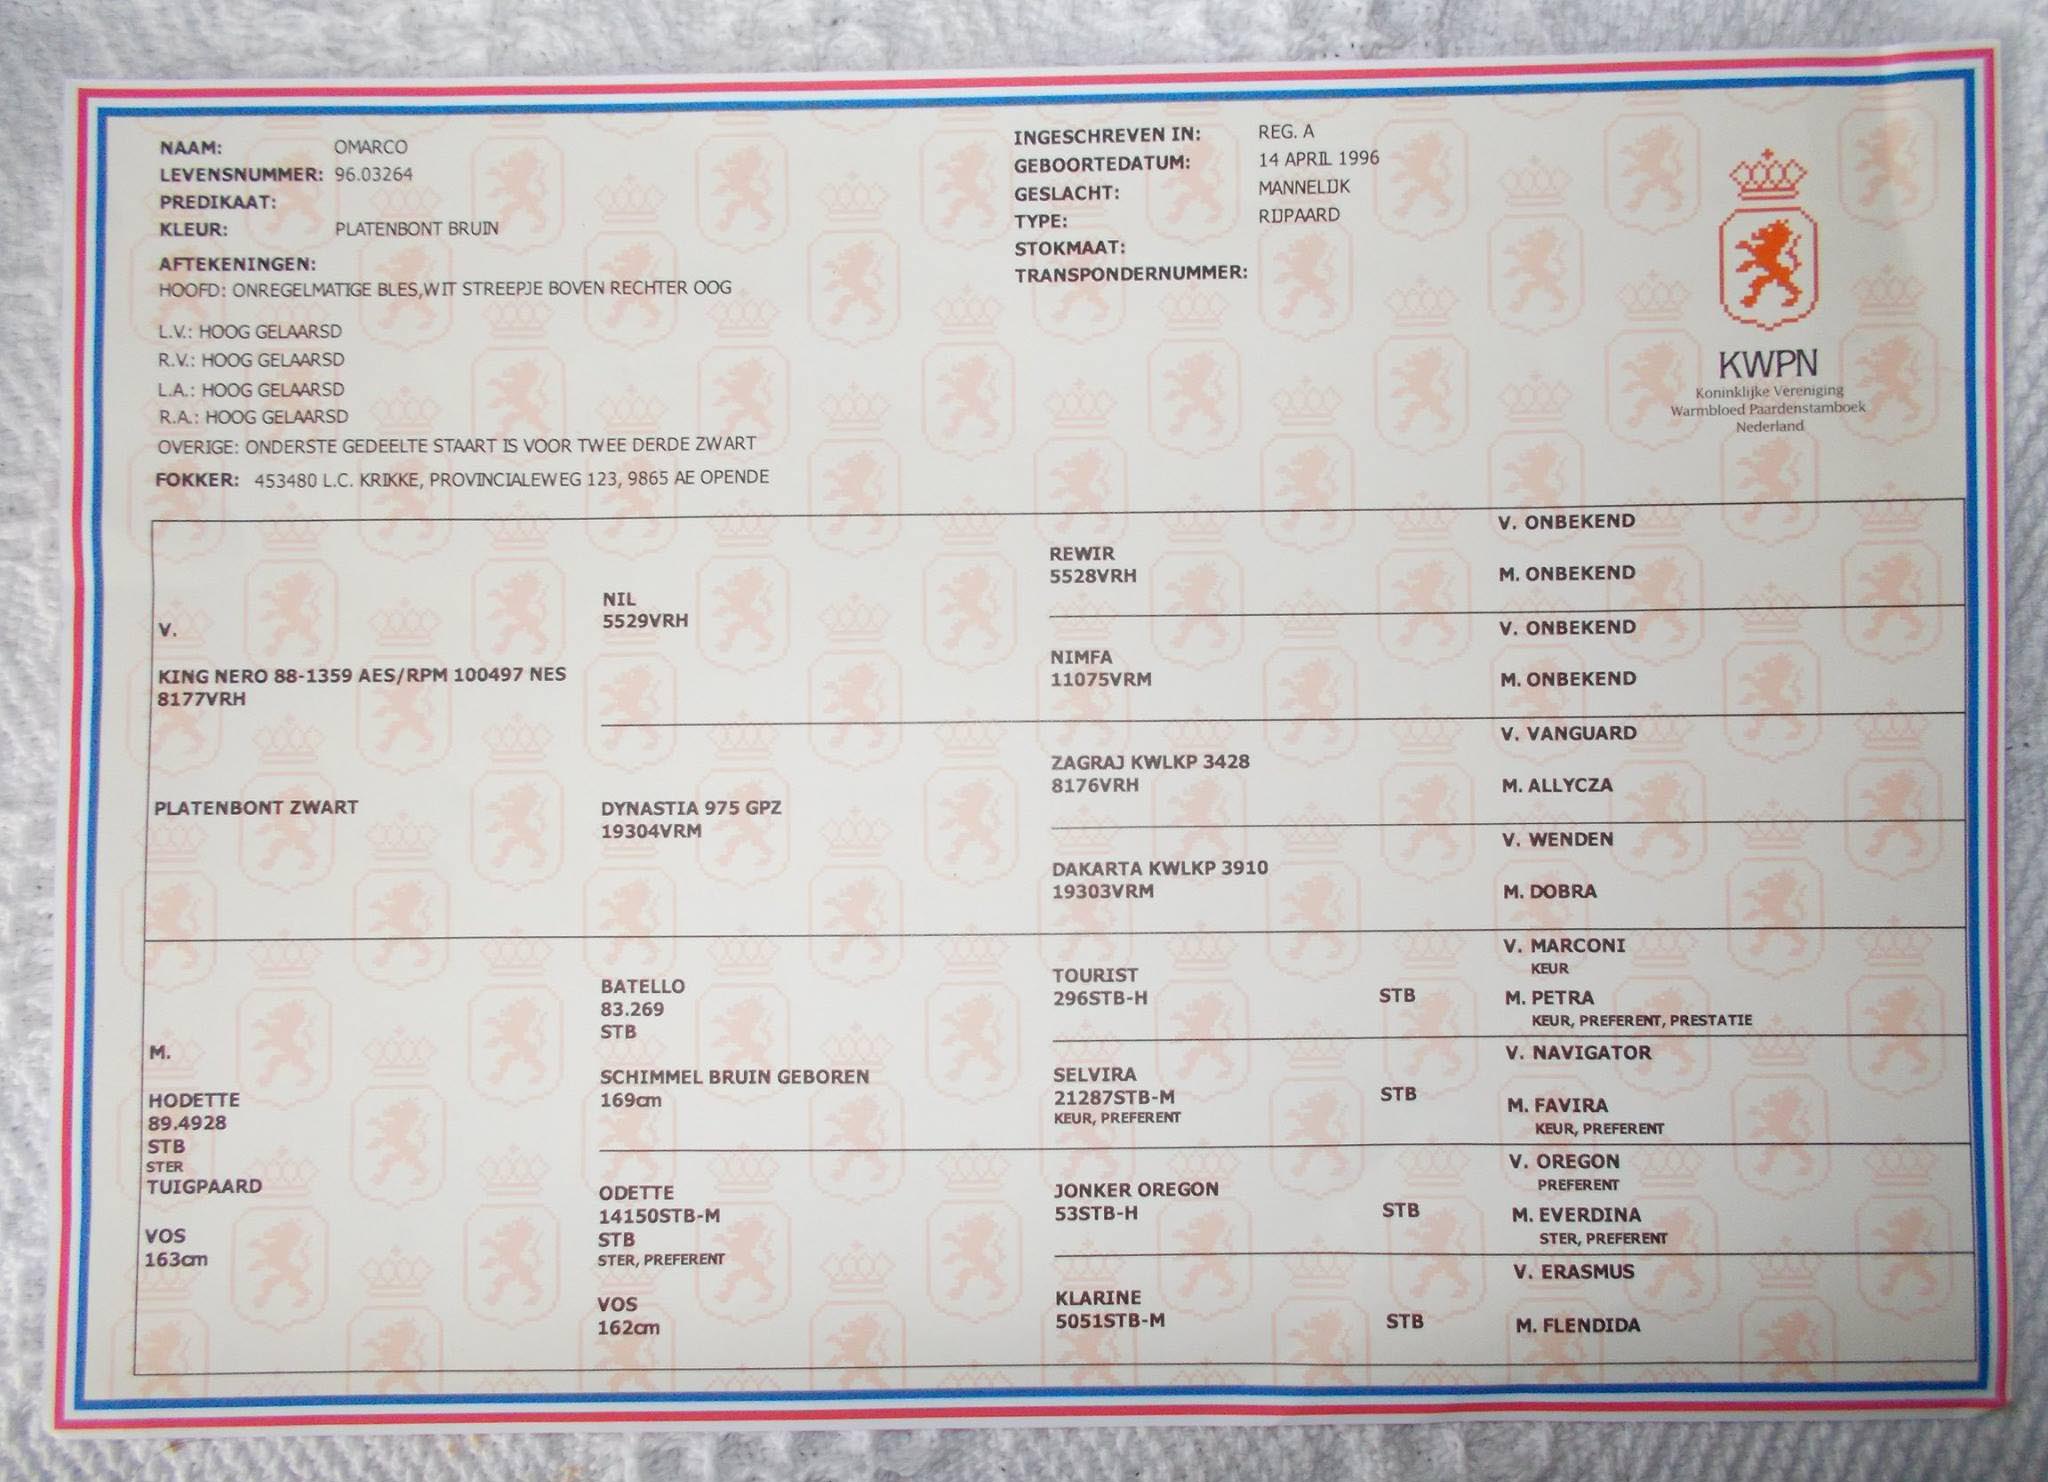 NAAM: OMARCO
LEVENSNUMMER: 96.03264
PREDIKAAT:
KLEUR: PLATENBONT BRUIN
AFTEKENINGEN:
HOOFD: ONREGELMATIGE BLES,WIT STREEPJE BOVEN RECHTER OOG
L.V.: HOOG GELAARSD
R.V.: HOOG GELAARSD
L.A.: HOOG GELAARSD
R.A.: HOOG GELAARSD
OVERIGE: ONDERSTE GEDEELTE STAART IS VOOR TWEE DERDE ZWART
FOKKER: 453480 L.C. KRIKKE, PROVINCIALEWEG 123, 9865 AE OPENDE
INGESCHREVEN IN: REG. A
GEBOORTEDATUM: 14 APRIL 1996
GESLACHT: MANNELIJK
TYPE: RIJPAARD
STOKMAAT:
TRANSPONDERNUMMER:
KWPN
Koninklijke Vereniging
Warmbloed Paardenstamboek
Nederland
V.
KING NERO 88-1359 AES/RPM 100497 NES
8177VRH
PLATENBONT ZWART
NIL
5529VRH
DYNASTIA 975 GPZ
19304VRM
REWIR
5528VRH
NIMFA
11075VRM
ZAGRAJ KWLKP 3428
8176VRH
DAKARTA KWLKP 3910
19303VRM
V. ONBEKEND
M. ONBEKEND
V. ONBEKEND
M. ONBEKEND
V. VANGUARD
M. ALLYCZA
V. WENDEN
M. DOBRA
M.
HODETTE
89.4928
STB
STER
TUIGPAARD
VOS
163cm
BATELLO
83.269
STB
SCHIMMEL BRUIN GEBOREN
169cm
ODETTE
14150STB-M
STB
STER, PREFERENT
VOS
162cm
TOURIST
296STB-H STB
SELVIRA
21287STB-M STB
KEUR, PREFERENT
JONKER OREGON
53STB-H STB
KLARINE
5051STB-M STB
V. MARCONI
KEUR
M. PETRA
KEUR, PREFERENT, PRESTATIE
V. NAVIGATOR
M. FAVIRA
KEUR, PREFERENT
V. OREGON
PREFERENT
M. EVERDINA
STER, PREFERENT
V. ERASMUS
M. FLENDIDA